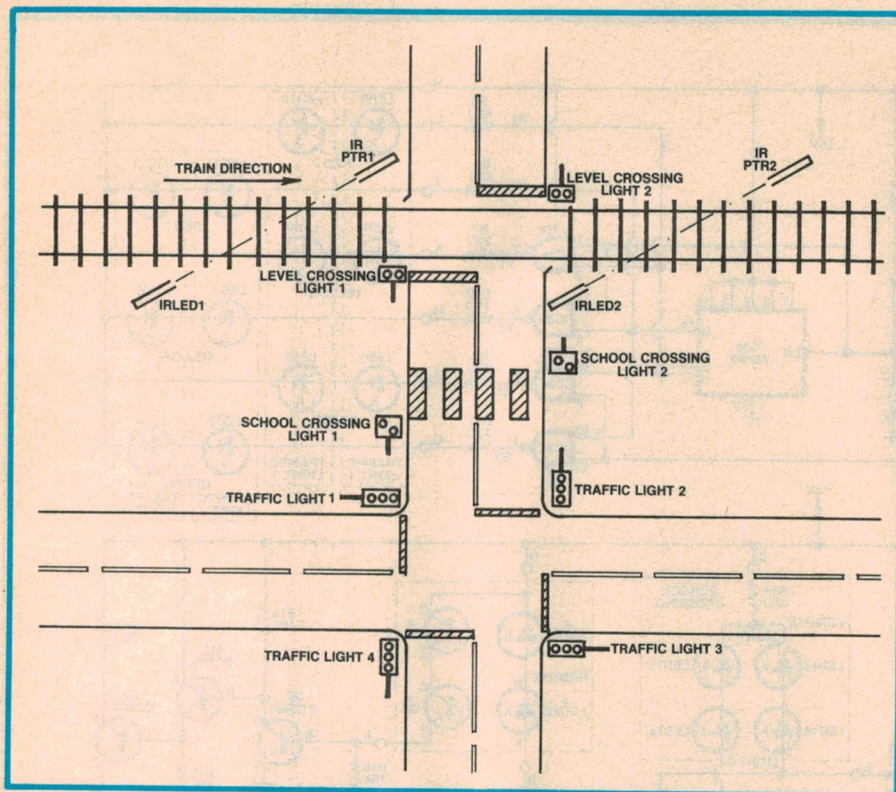 IR
PTR1
IR
PTR2
TRAIN DIRECTION
LEVEL CROSSING
LIGHT 2
LEVEL CROSSING
LIGHT 1
IRLED1
IRLED2
SCHOOL CROSSING
LIGHT 2
SCHOOL CROSSING
LIGHT 1
TRAFFIC LIGHT 1
TRAFFIC LIGHT 2
TRAFFIC LIGHT 4
TRAFFIC LIGHT 3